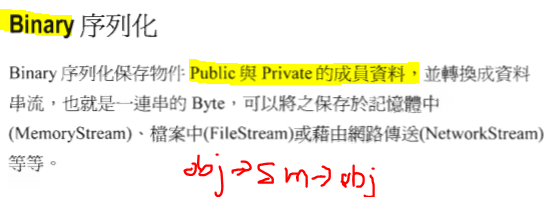 Binary 序列化
Binary 序列化保存物件 Public 與 Private 的成員資料，並轉換成資料
串流，也就是一連串的 Byte，可以將之保存於記憶體中
(MemoryStream)、檔案中(FileStream)或藉由網路傳送(NetworkStream)
等等。
obj→Sm→obj